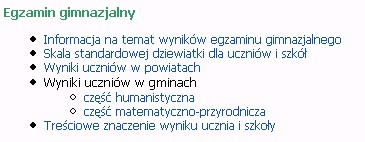 Egzamin gimnazjalny
Informacja na temat wyników egzaminu gimnazjalnego
Skala standardowej dziewiatki dla uczniów i szkół
Wyniki uczniów w powiatach
Wyniki uczniów w gminach
część humanistyczna
część matematyczno-przyrodnicza
Treściowe znaczenie wyniku ucznia i szkoły